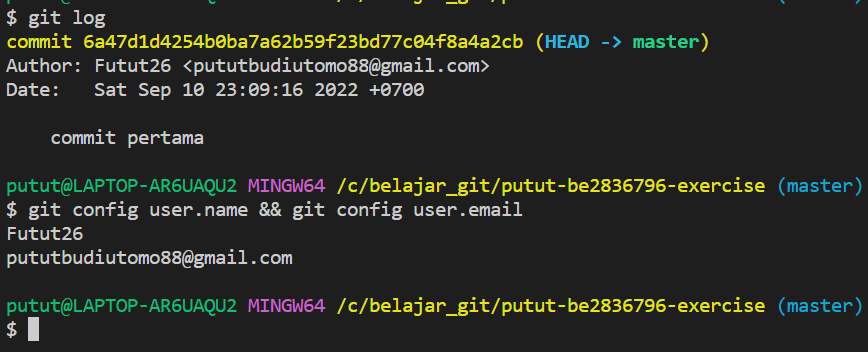 $ git log
commit 6a47d1d4254b0ba7a62b59f23bd77c04f8a4a2cb (HEAD -> master)
Author: Futut26 <pututbudiutomo88@gmail.com>
Date:   Sat Sep 10 23:09:16 2022 +0700
    commit pertama
putut@LAPTOP-AR6UAQU2 MINGW64 /c/belajar_git/putut-be2836796-exercise (master)
$ git config user.name && git config user.email
Futut26
pututbudiutomo88@gmail.com
putut@LAPTOP-AR6UAQU2 MINGW64 /c/belajar_git/putut-be2836796-exercise (master)
$